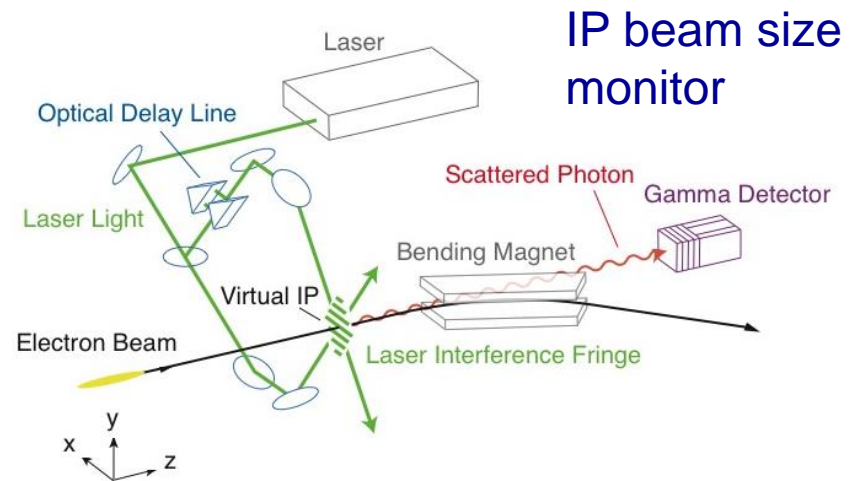 IP beam size
monitor
Laser
Optical Delay Line
Scattered Photon
Gamma Detector
Laser Light
Bending Magnet
Virtual IP
Electron Beam
Laser Interference Fringe
y
x
z